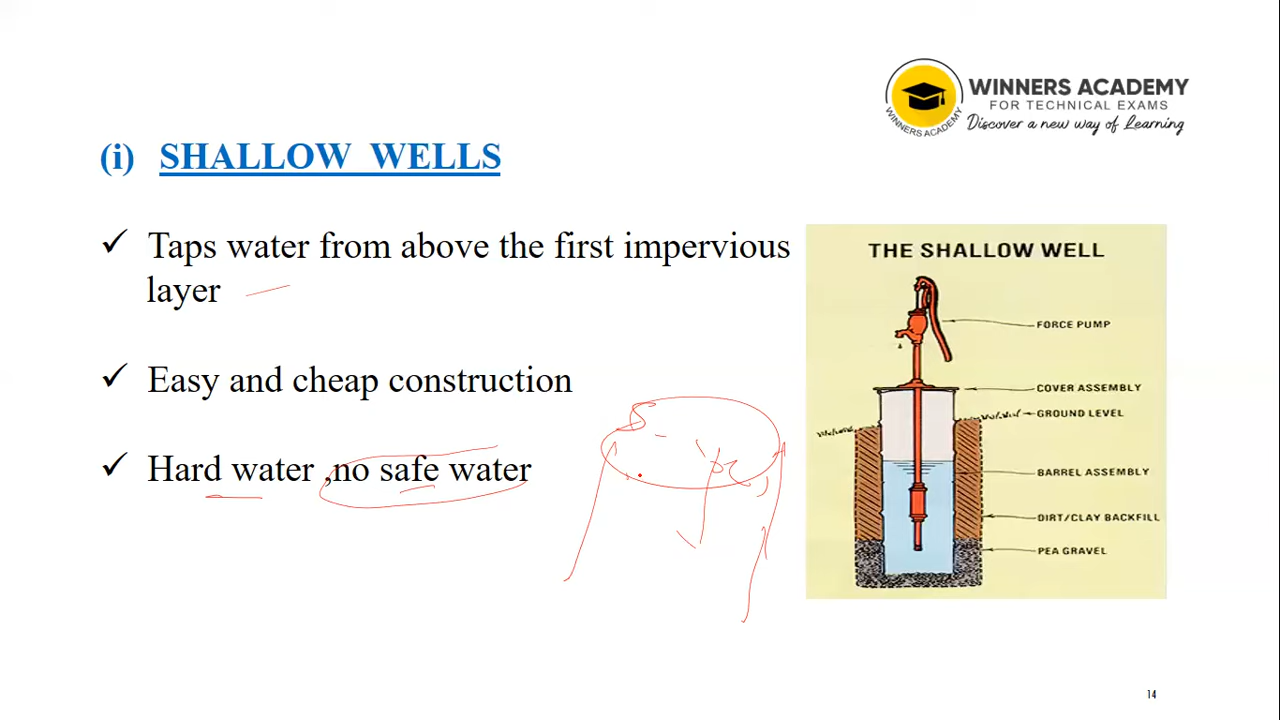 WINNERS ACADEMY
FOR TECHNICAL EXAMS
Discover a new way of Learning
WINNERS ACADEMY
(i) SHALLOW WELLS
✓ Taps water from above the first impervious
layer
✓ Easy and cheap construction
✓ Hard water ,no safe water
THE SHALLOW WELL
FORCE PUMP
COVER ASSEMBLY
GROUND LEVEL
BARREL ASSEMBLY
DIRT/CLAY BACKFILL
PEA GRAVEL
14